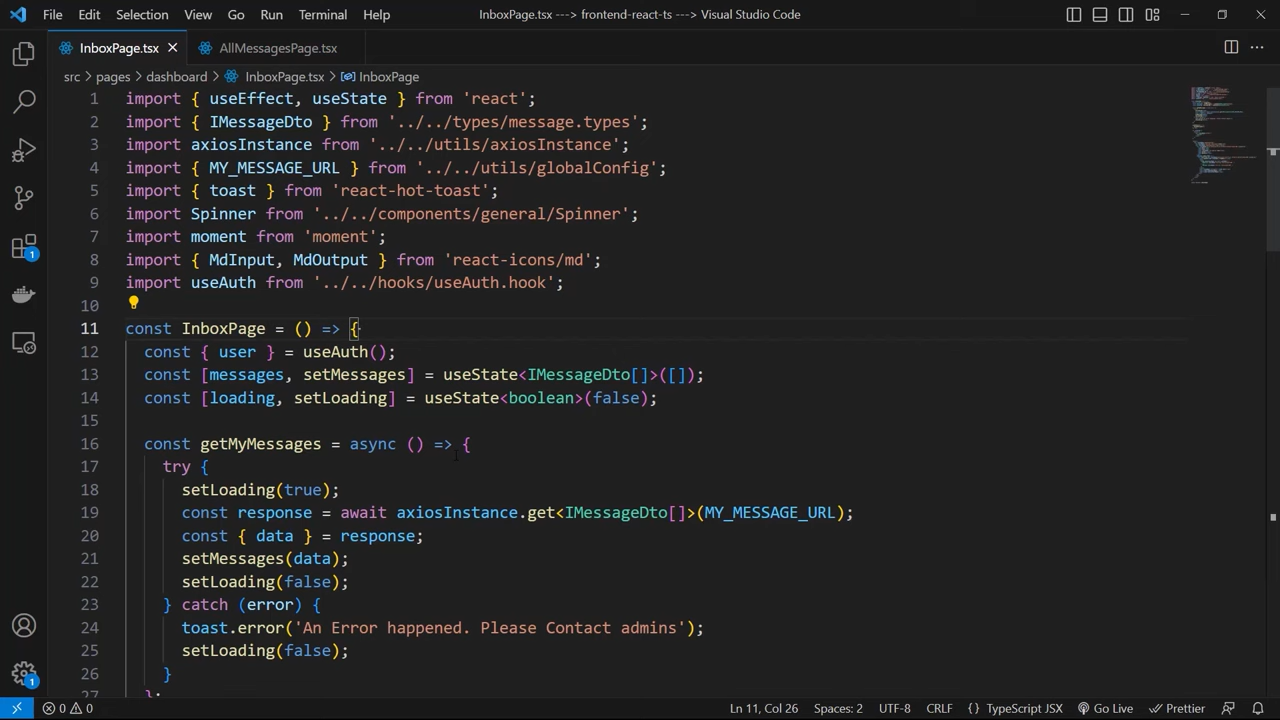 File Edit Selection View Go Run Terminal Help InboxPage.tsx ---> frontend-react-ts ---> Visual Studio Code
InboxPage.tsx AllMessagesPage.tsx
src > pages > dashboard > InboxPage.tsx > InboxPage
1 import { useEffect, useState } from 'react';
2 import { IMessageDto } from '../../types/message.types';
3 import axiosInstance from '../../utils/axiosInstance';
4 import { MY_MESSAGE_URL } from '../../utils/globalConfig';
5 import { toast } from 'react-hot-toast';
6 import Spinner from '../../components/general/Spinner';
7 import moment from 'moment';
8 import { MdInput, MdOutput } from 'react-icons/md';
9 import useAuth from '../../hooks/useAuth.hook';
10
11 const InboxPage = () => {
12 const { user } = useAuth();
13 const [messages, setMessages] = useState<IMessageDto[]>([]);
14 const [loading, setLoading] = useState<boolean>(false);
15
16 const getMyMessages = async () => {
17 try {
18 setLoading(true);
19 const response = await axiosInstance.get<IMessageDto[]>(MY_MESSAGE_URL);
20 const { data } = response;
21 setMessages(data);
22 setLoading(false);
23 } catch (error) {
24 toast.error('An Error happened. Please Contact admins');
25 setLoading(false);
26 }
27 };
1
1
0 0 Ln 11, Col 26 Spaces: 2 UTF-8 CRLF {} TypeScript JSX Go Live Prettier